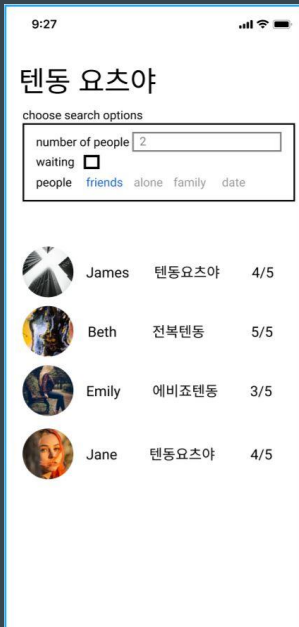 9:27
텐동 요츠야
choose search options
number of people 2
waiting
people friends alone family date
James 텐동요츠야 4/5
Beth 전복텐동 5/5
Emily 에비죠텐동 3/5
Jane 텐동요츠야 4/5